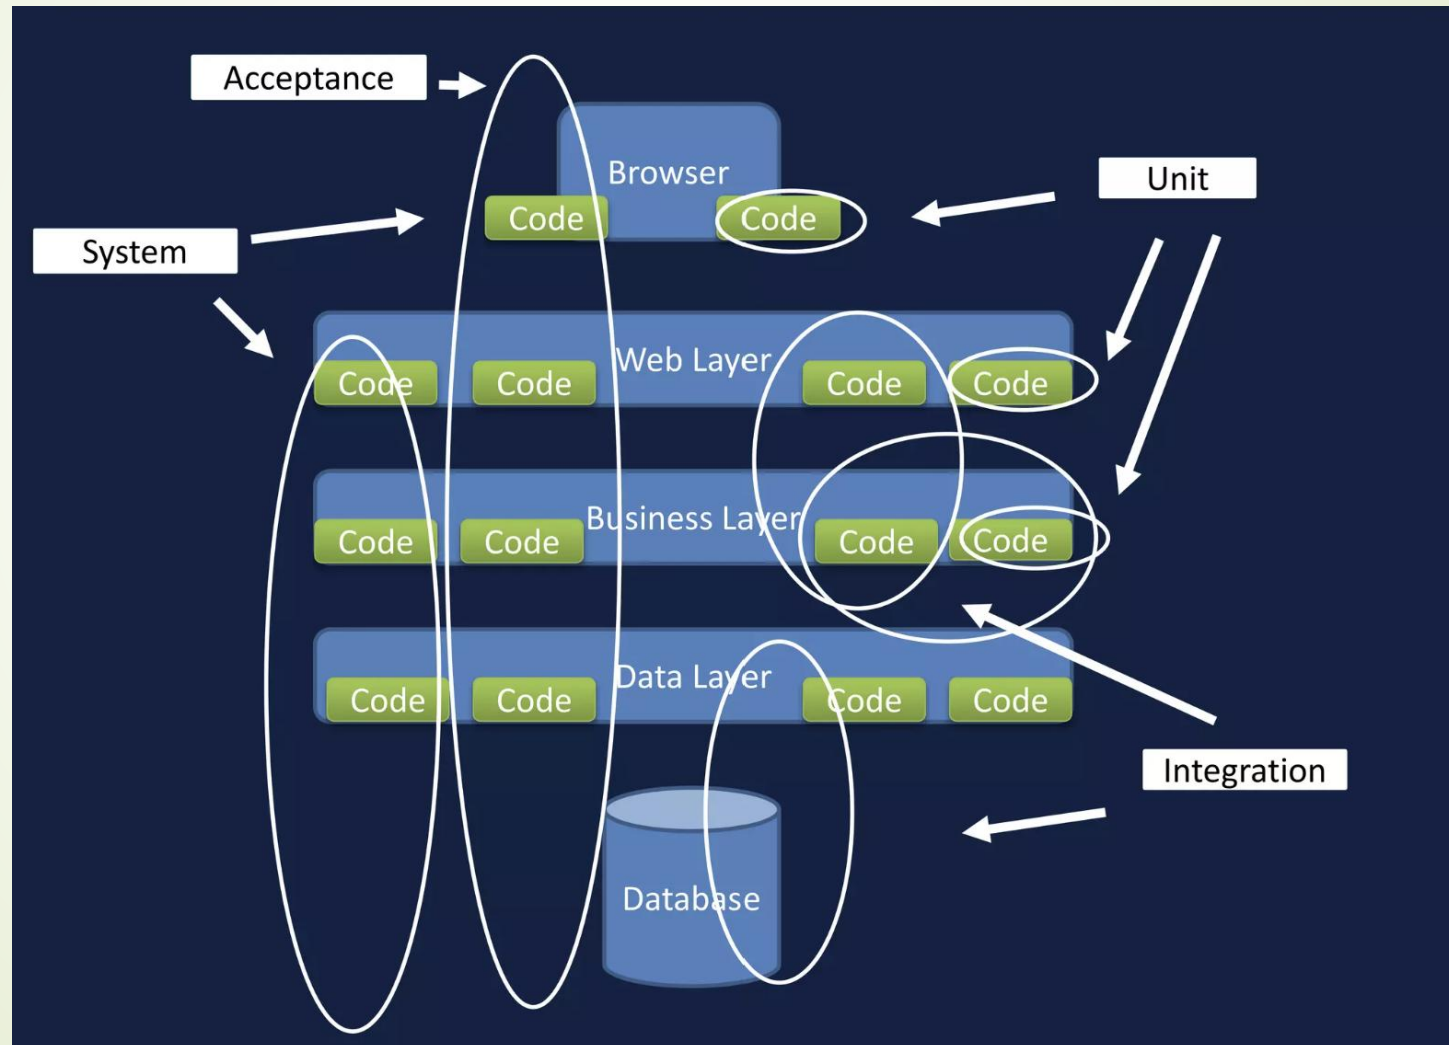 Acceptance
Browser
Unit
Code
Code
System
Web Layer
Code
Code
Code
Code
Business Layer
Code
Code
Code
Code
Data Layer
Code
Code
Code
Code
Integration
Database